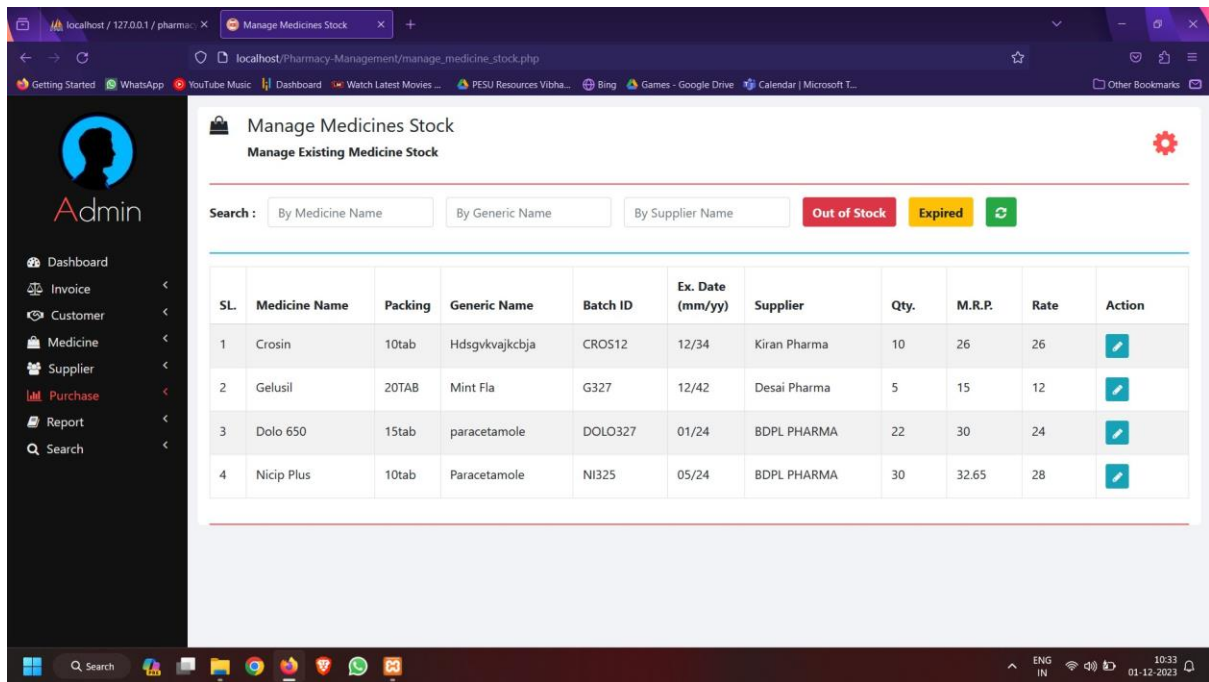 localhost / 127.0.0.1 / pharmac
Manage Medicines Stock
localhost/Pharmacy-Management/manage_medicine_stock.php
Getting Started WhatsApp YouTube Music Dashboard Watch Latest Movies ... PESU Resources Vibha... Bing Games - Google Drive Calendar | Microsoft T... Other Bookmarks
Admin
Dashboard
Invoice
Customer
Medicine
Supplier
Purchase
Report
Search
Manage Medicines Stock
Manage Existing Medicine Stock
Search : By Medicine Name By Generic Name By Supplier Name Out of Stock Expired
SL. Medicine Name Packing Generic Name Batch ID Ex. Date (mm/yy) Supplier Qty. M.R.P. Rate Action
1 Crosin 10tab Hdsgvkvajkcbja CROS12 12/34 Kiran Pharma 10 26 26
2 Gelusil 20TAB Mint Fla G327 12/42 Desai Pharma 5 15 12
3 Dolo 650 15tab paracetamole DOLO327 01/24 BDPL PHARMA 22 30 24
4 Nicip Plus 10tab Paracetamole NI325 05/24 BDPL PHARMA 30 32.65 28
Search
ENG
IN
10:33
01-12-2023